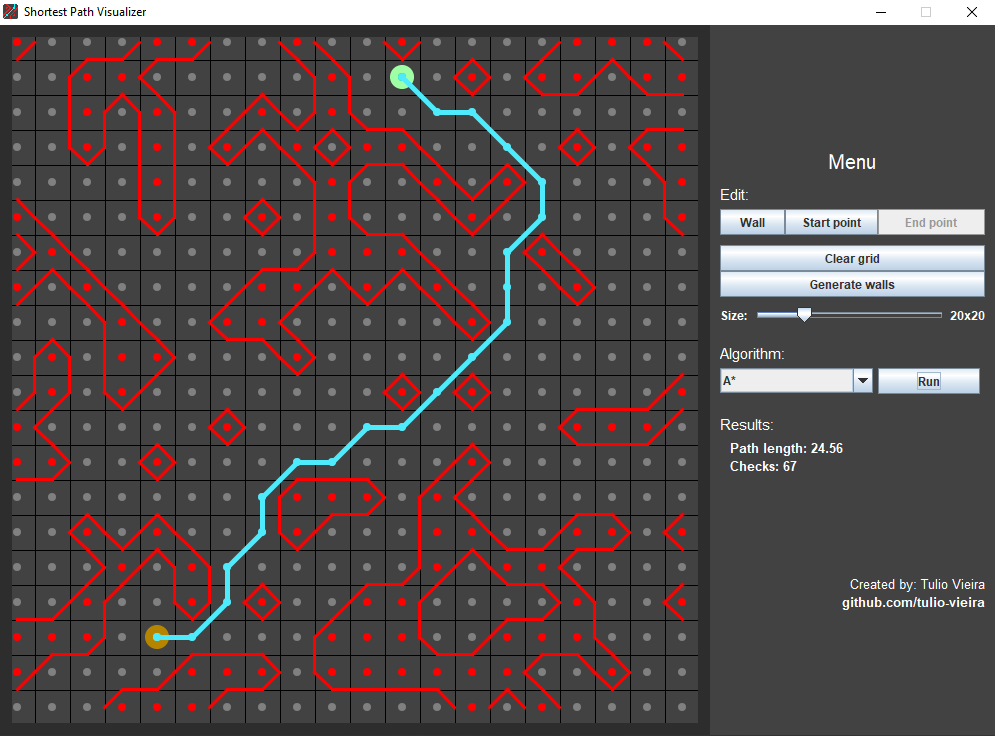 Shortest Path Visualizer
Menu
Edit:
Wall Start point End point
Clear grid
Generate walls
Size: 20x20
Algorithm:
A* Run
Results:
Path length: 24.56
Checks: 67
Created by: Tulio Vieira
github.com/tulio-vieira